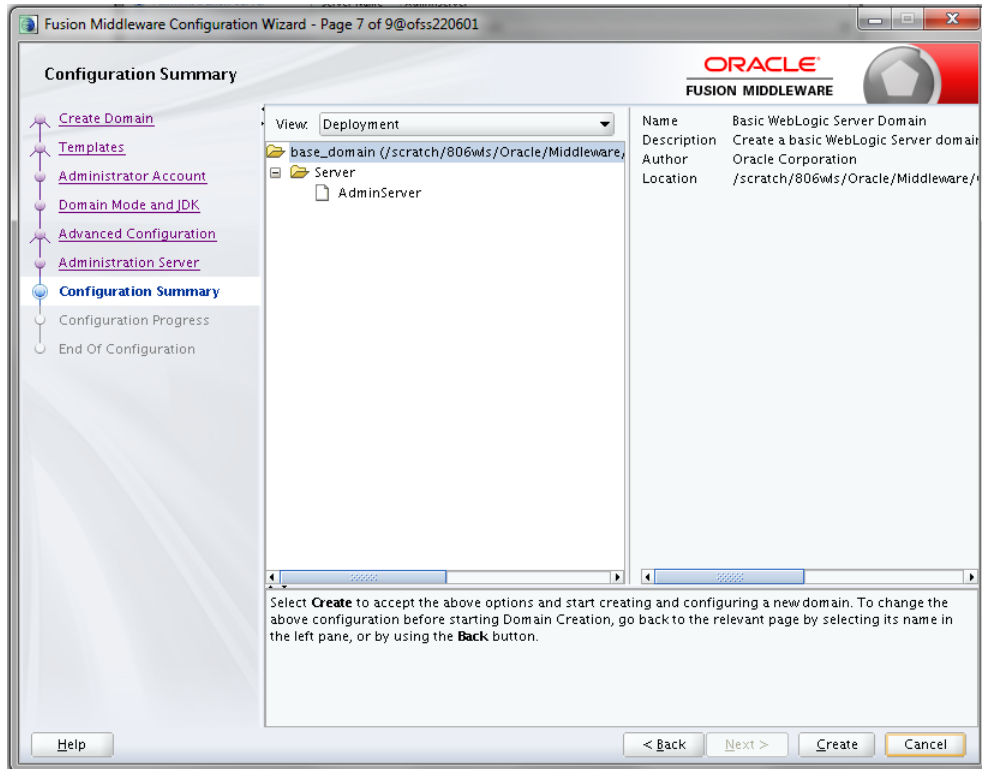 Fusion Middleware Configuration Wizard - Page 7 of 9@ofss220601
Configuration Summary
ORACLE
FUSION MIDDLEWARE
Create Domain
Templates
Administrator Account
Domain Mode and JDK
Advanced Configuration
Administration Server
Configuration Summary
Configuration Progress
End Of Configuration
View: Deployment
base_domain (/scratch/806wls/Oracle/Middleware/
Server
AdminServer
Name Basic WebLogic Server Domain
Description Create a basic WebLogic Server domain
Author Oracle Corporation
Location /scratch/806wls/Oracle/Middleware/
Select Create to accept the above options and start creating and configuring a new domain. To change the
above configuration before starting Domain Creation, go back to the relevant page by selecting its name in
the left pane, or by using the Back button.
Help
< Back
Next >
Create
Cancel